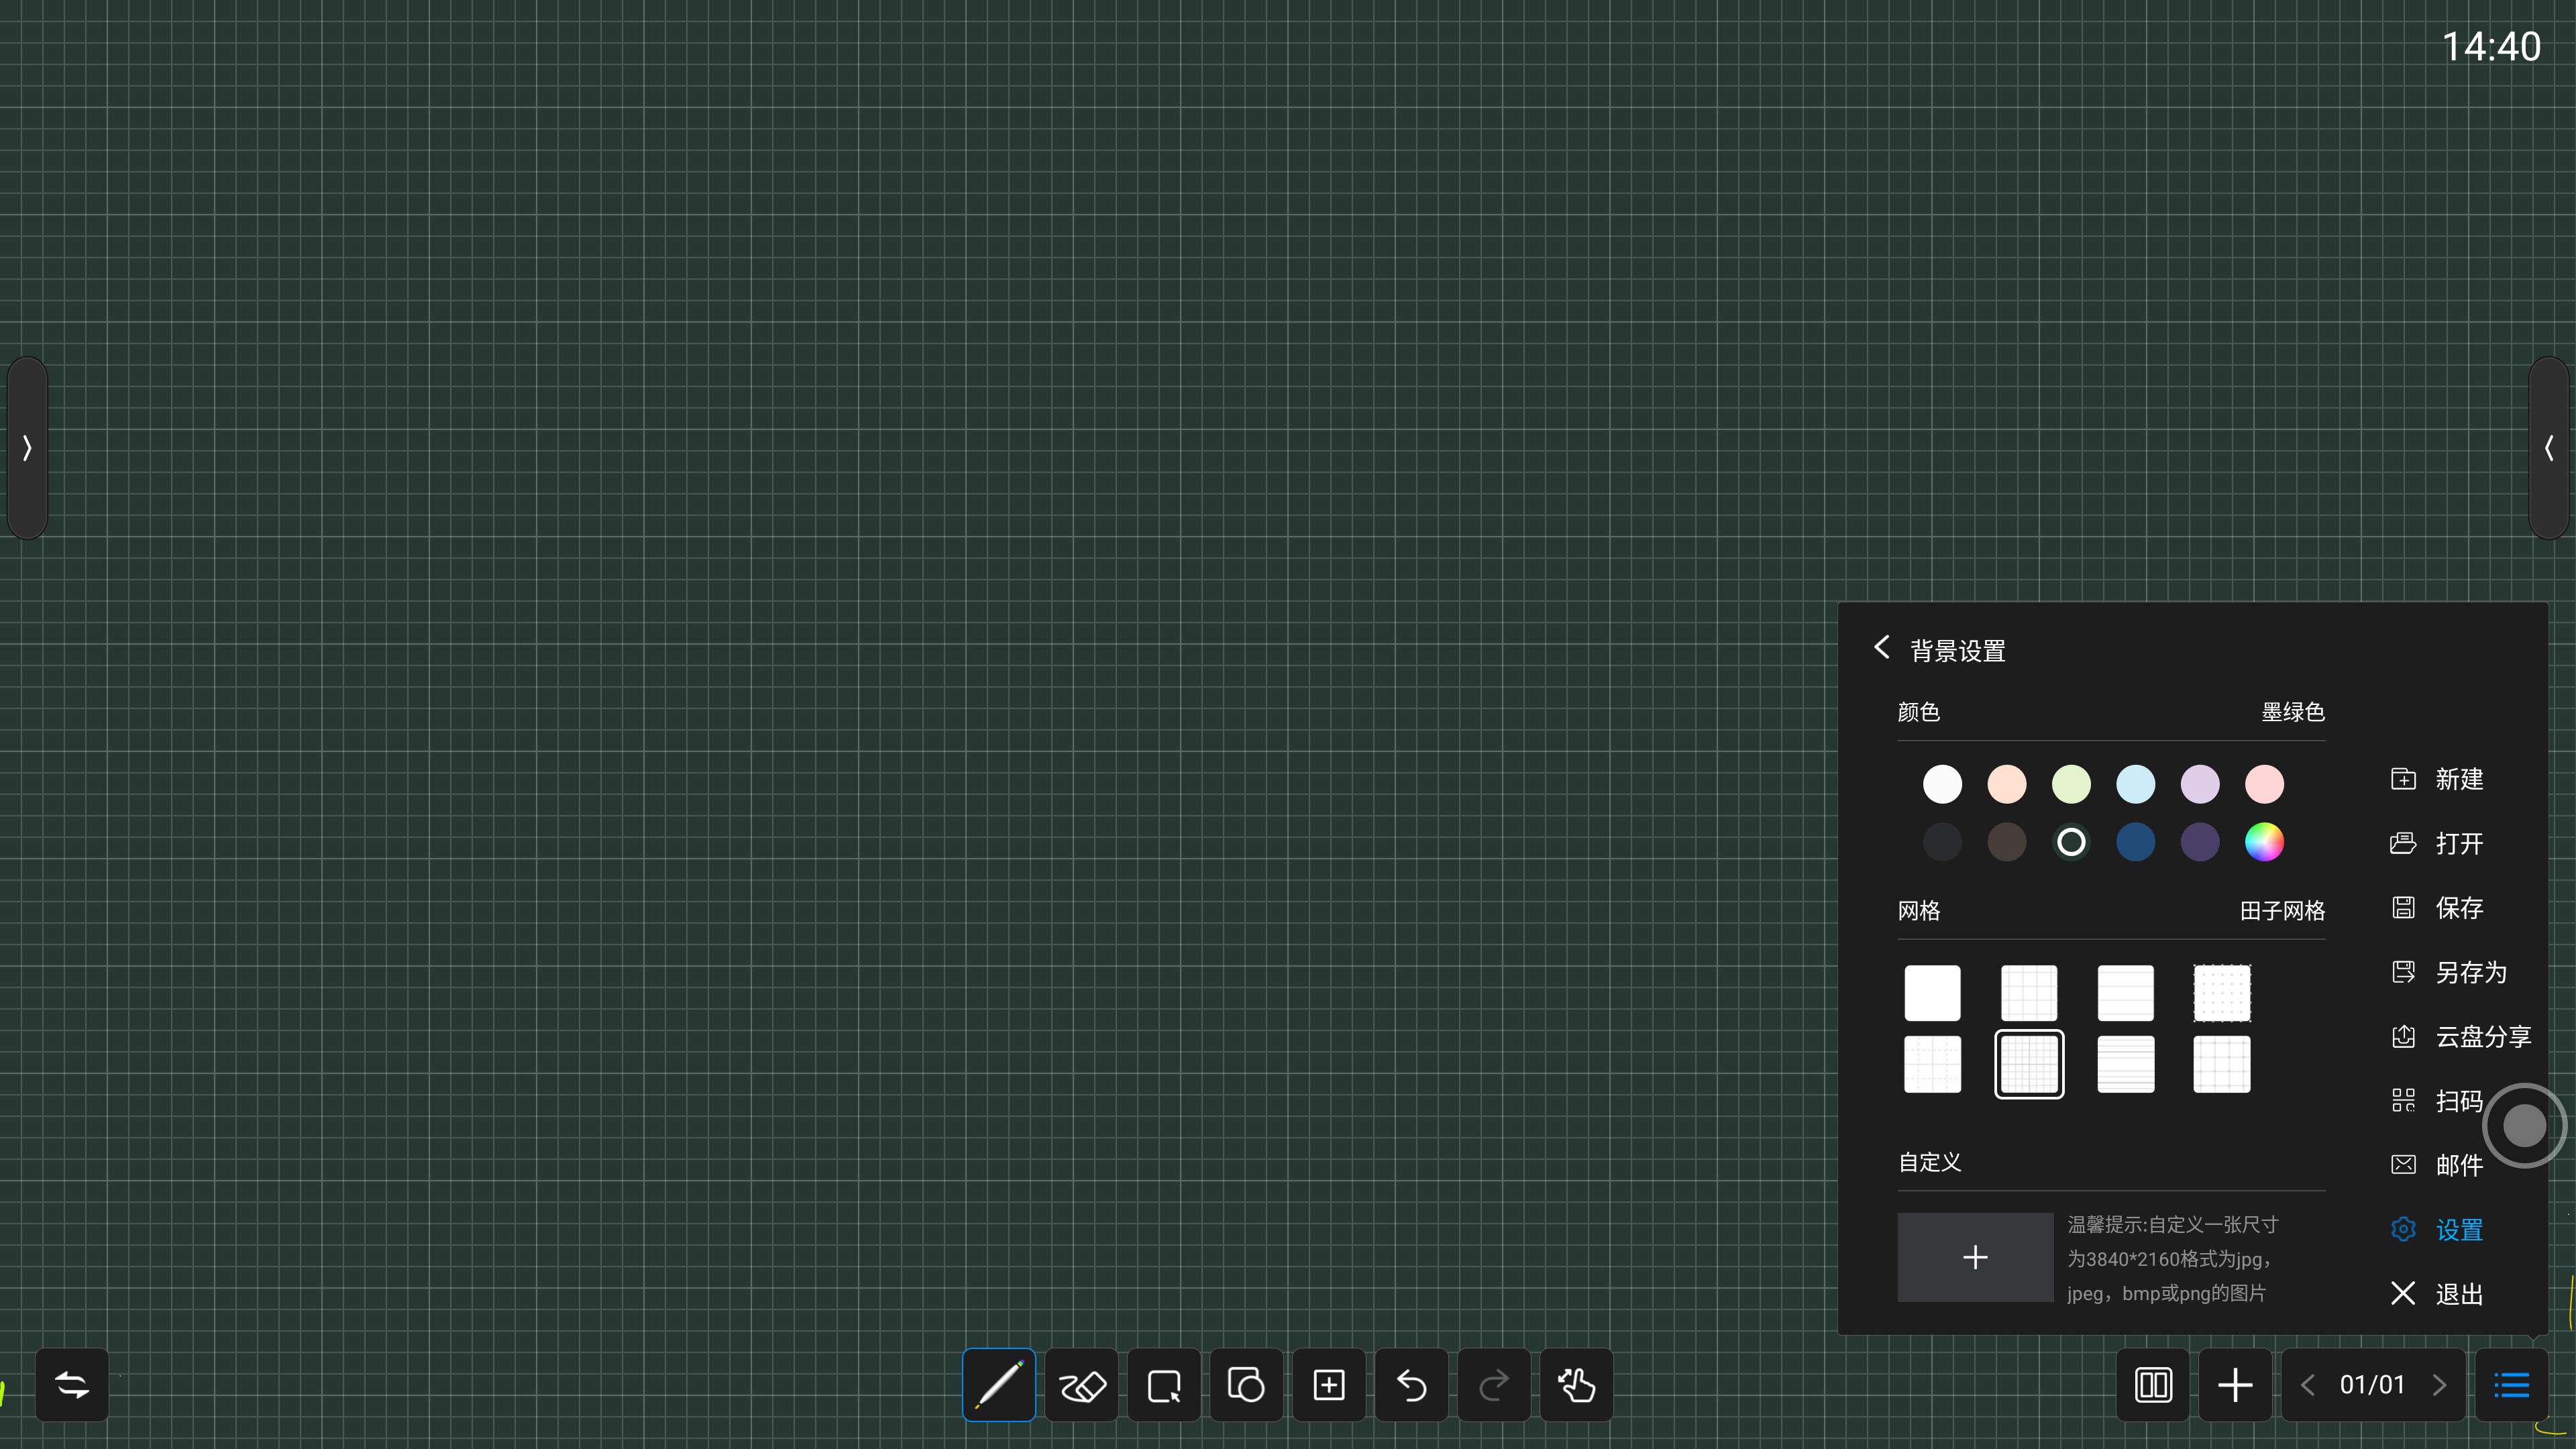 14:40
背景设置
颜色 墨绿色
网格 田子网格
自定义
温馨提示:自定义一张尺寸
为3840*2160格式为jpg，
jpeg，bmp或png的图片
新建
打开
保存
另存为
云盘分享
扫码
邮件
设置
退出
01/01